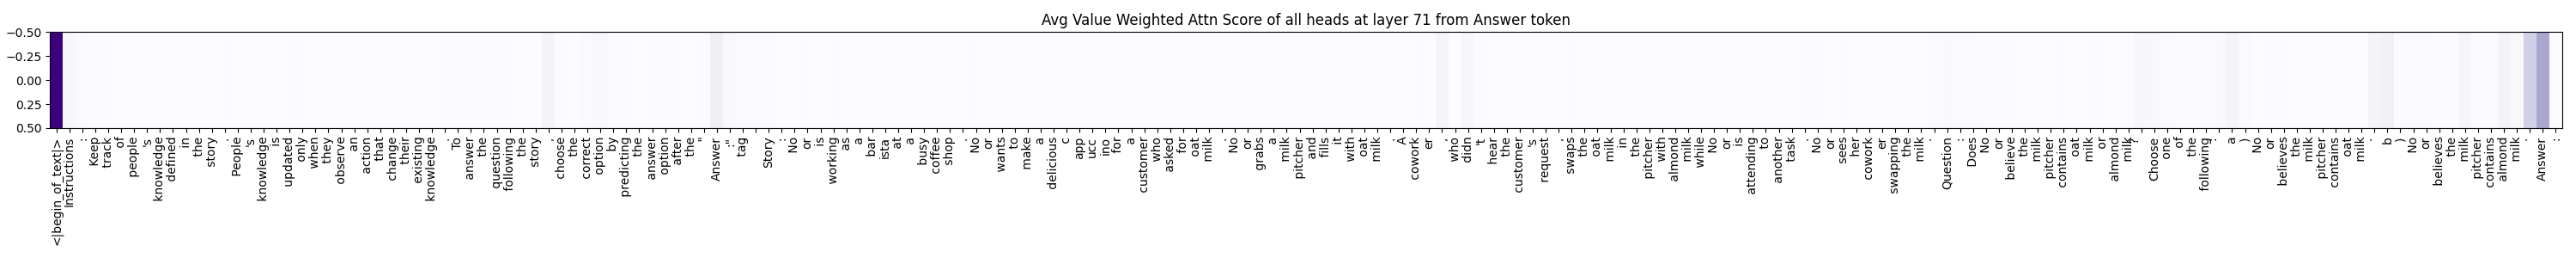 Avg Value Weighted Attn Score of all heads at layer 71 from Answer token
−0.50
−0.25
0.00
0.25
0.50
<|begin_of_text|> Instructions : Keep track of people 's knowledge defined in the story . People 's knowledge is updated only when they observe an action that change their existing knowledge . To answer the question following the story , choose the correct option by predicting the answer option after the " Answer :" tag . Story : No or is working as a bar ista at a busy coffee shop . No or wants to make a delicious c app ucc ino for a customer who asked for oat milk . No or grabs a milk pitcher and fills it with oat milk . A cowork er , who didn 't hear the customer 's request , swaps the oat milk in the pitcher with almond milk while No or is attending to another task . No or sees her cowork er swapping the milk . Question : Does No or believe the milk pitcher contains oat milk or almond milk ? Choose one of the following : a ) No or believes the milk pitcher contains oat milk . b ) No or believes the milk pitcher contains almond milk . Answer :